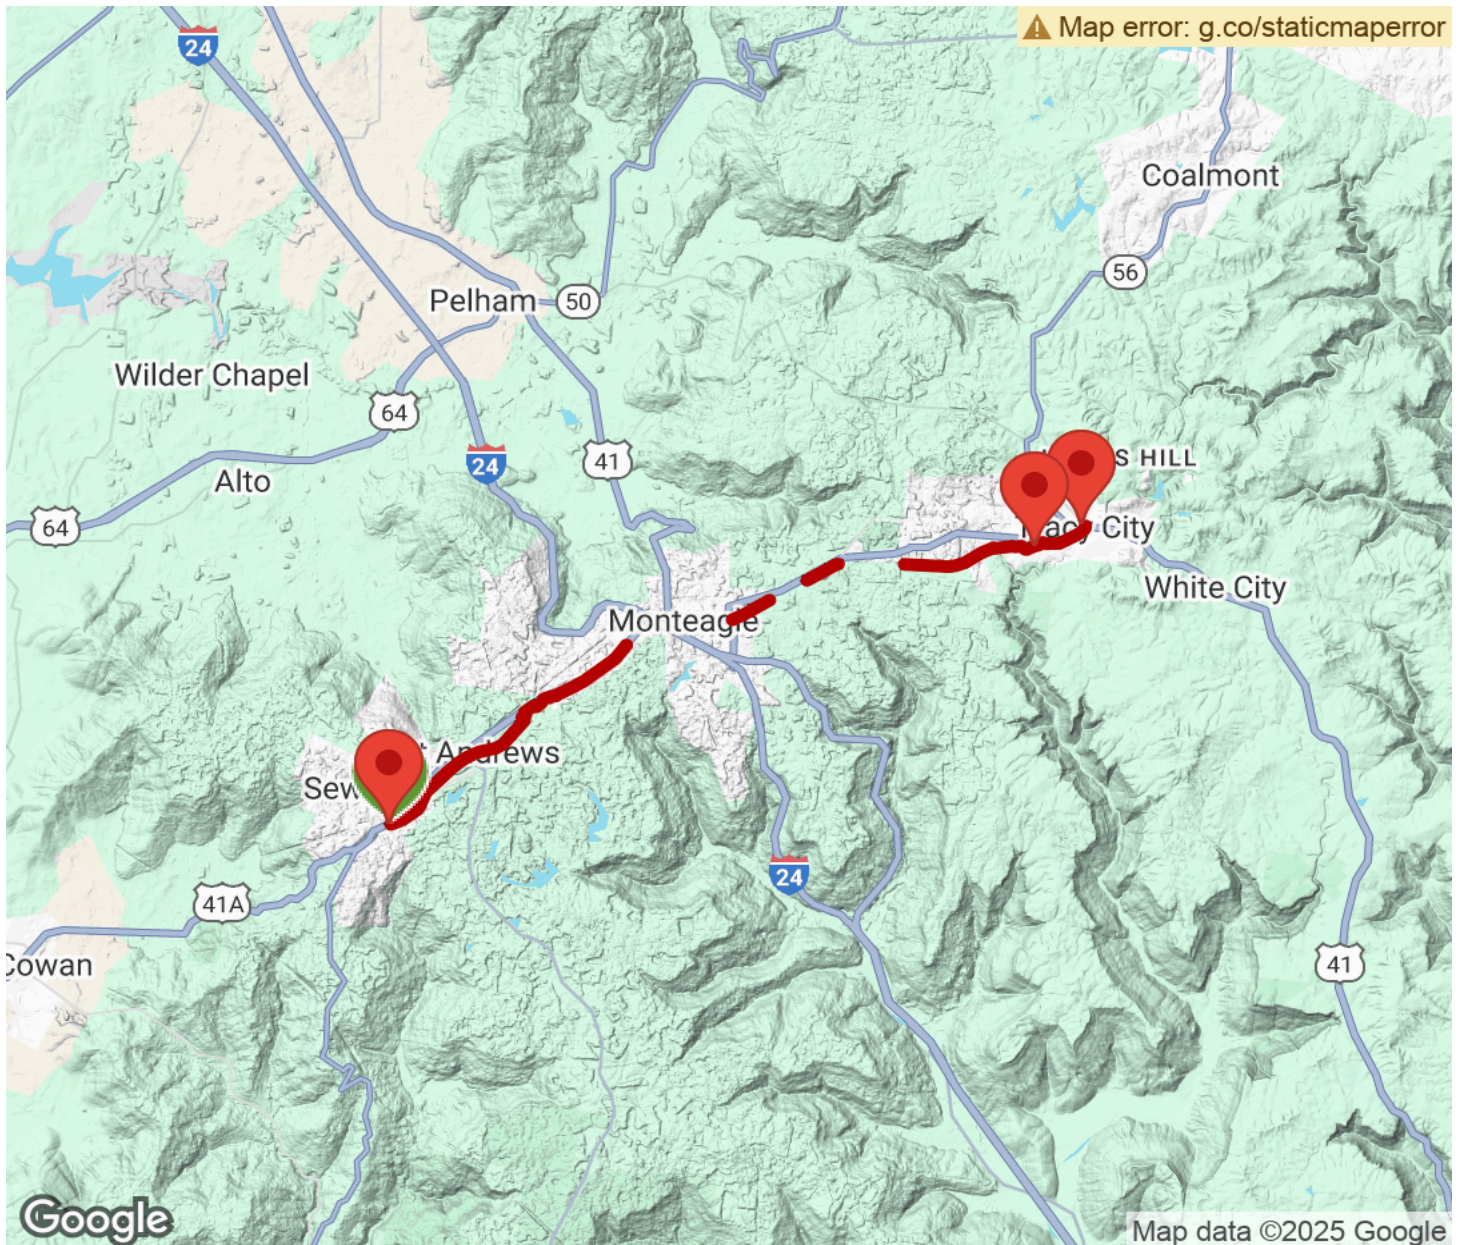 Map error: g.co/staticmaperror
24
Coalmont
56
Pelham
50
Wilder Chapel
64
41
24
S HILL
Alto
64
Tracy City
White City
Monteagle
Andrews
Sew
24
41A
Cowan
41
Google
Map data ©2025 Google